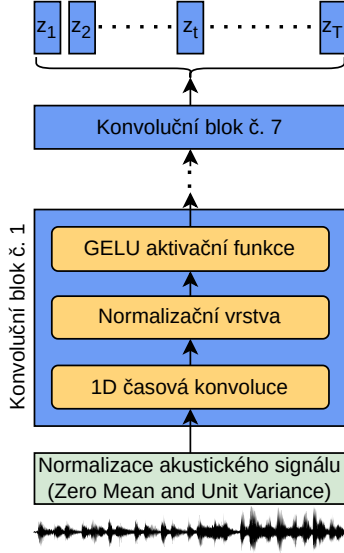 z1 z2 zt zT
Konvoluční blok č. 7
Konvoluční blok č. 1
GELU aktivační funkce
Normalizační vrstva
1D časová konvoluce
Normalizace akustického signálu
(Zero Mean and Unit Variance)